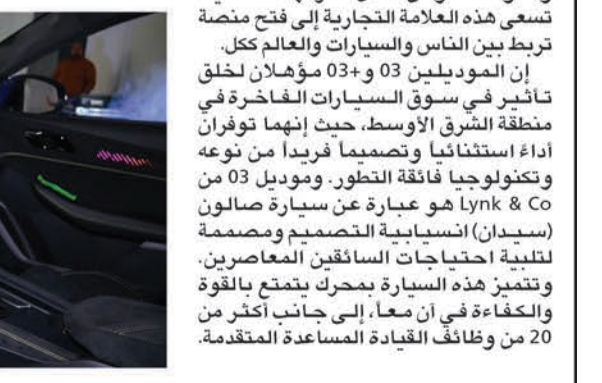 تسعى هذه العلامة التجارية إلى فتح منصة
تربط بين الناس والسيارات والعالم ككل.
إن الموديلين 03 و+03 مؤهلان لخلق
تأثير في سوق السيارات الفاخرة في
منطقة الشرق الأوسط، حيث إنهما توفران
أداءً استثنائياً وتصميماً فريداً من نوعه
وتكنولوجيا فائقة التطور. وموديل 03 من
Lynk & Co هو عبارة عن سيارة صالون
(سيدان) انسيابية التصميم ومصممة
لتلبية احتياجات السائقين المعاصرين.
وتتميز هذه السيارة بمحرك يتمتع بالقوة
والكفاءة في آن معاً، إلى جانب أكثر من
20 من وظائف القيادة المساعدة المتقدمة.